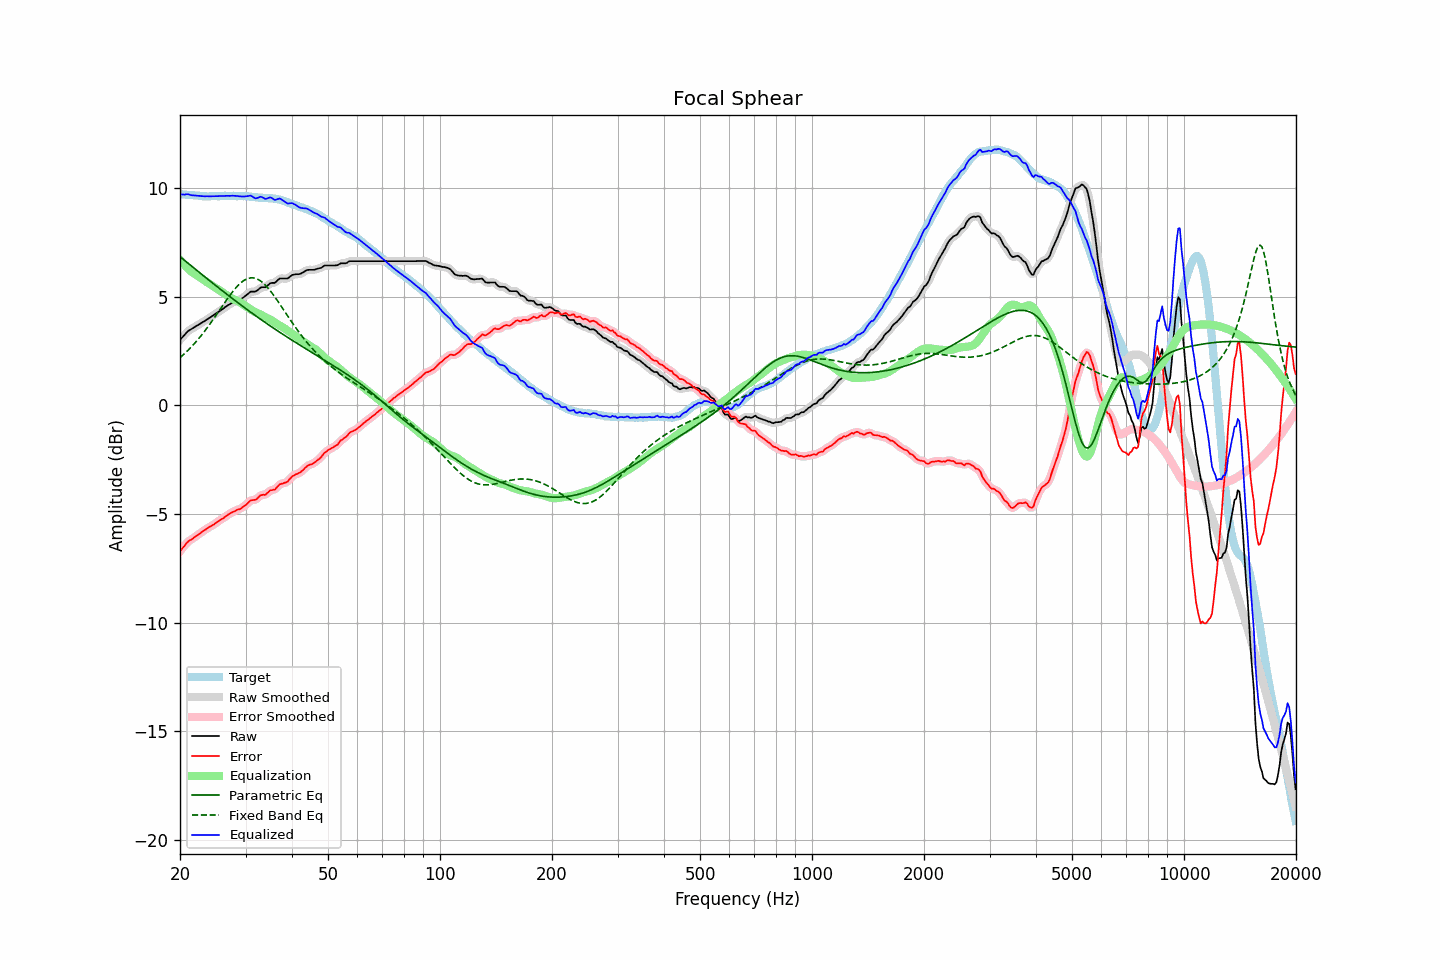 Focal Sphear
Amplitude (dBr)
10
5
0
−5
−10
−15
−20
Target
Raw Smoothed
Error Smoothed
Raw
Error
Equalization
Parametric Eq
Fixed Band Eq
Equalized
20 50 100 200 500 1000 2000 5000 10000 20000
Frequency (Hz)